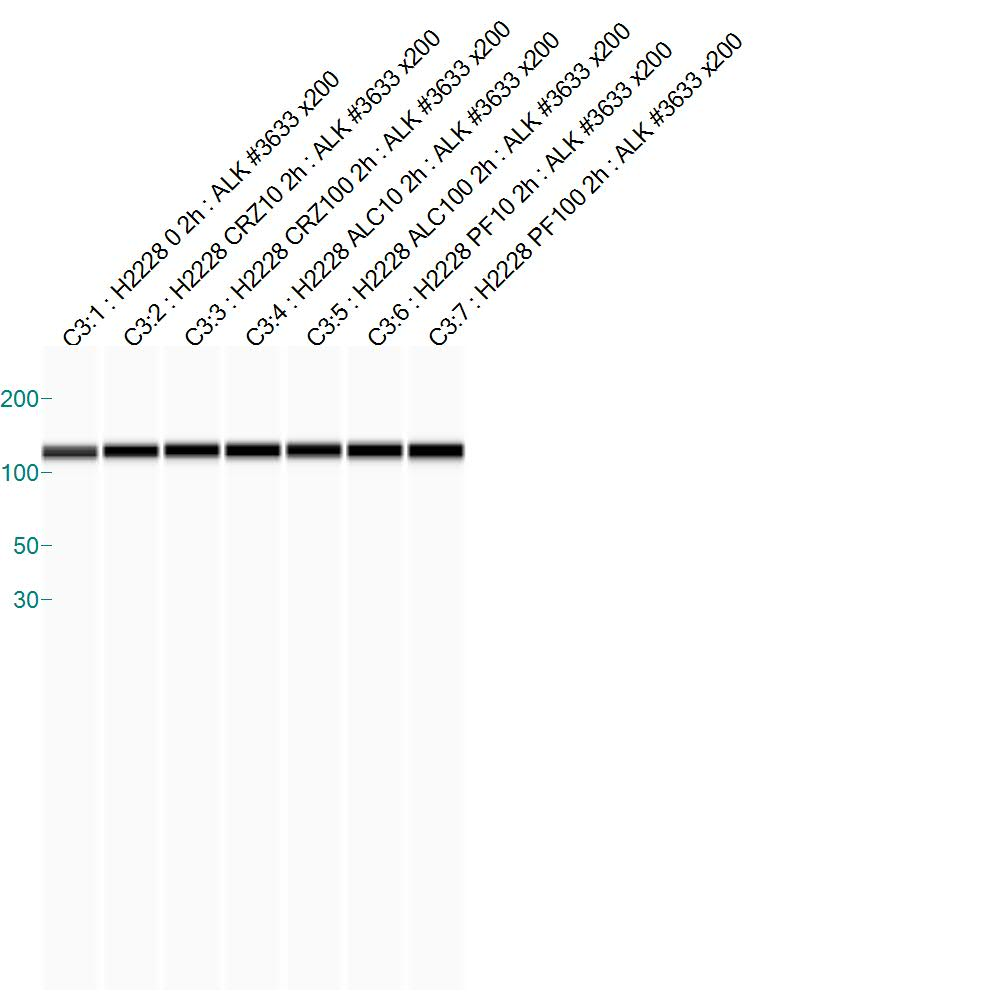 C3:1 : H2228 0 2h : ALK #3633 x200
C3:2 : H2228 CRZ10 2h : ALK #3633 x200
C3:3 : H2228 CRZ100 2h : ALK #3633 x200
C3:4 : H2228 ALC10 2h : ALK #3633 x200
C3:5 : H2228 ALC100 2h : ALK #3633 x200
C3:6 : H2228 PF10 2h : ALK #3633 x200
C3:7 : H2228 PF100 2h : ALK #3633 x200
200
100
50
30